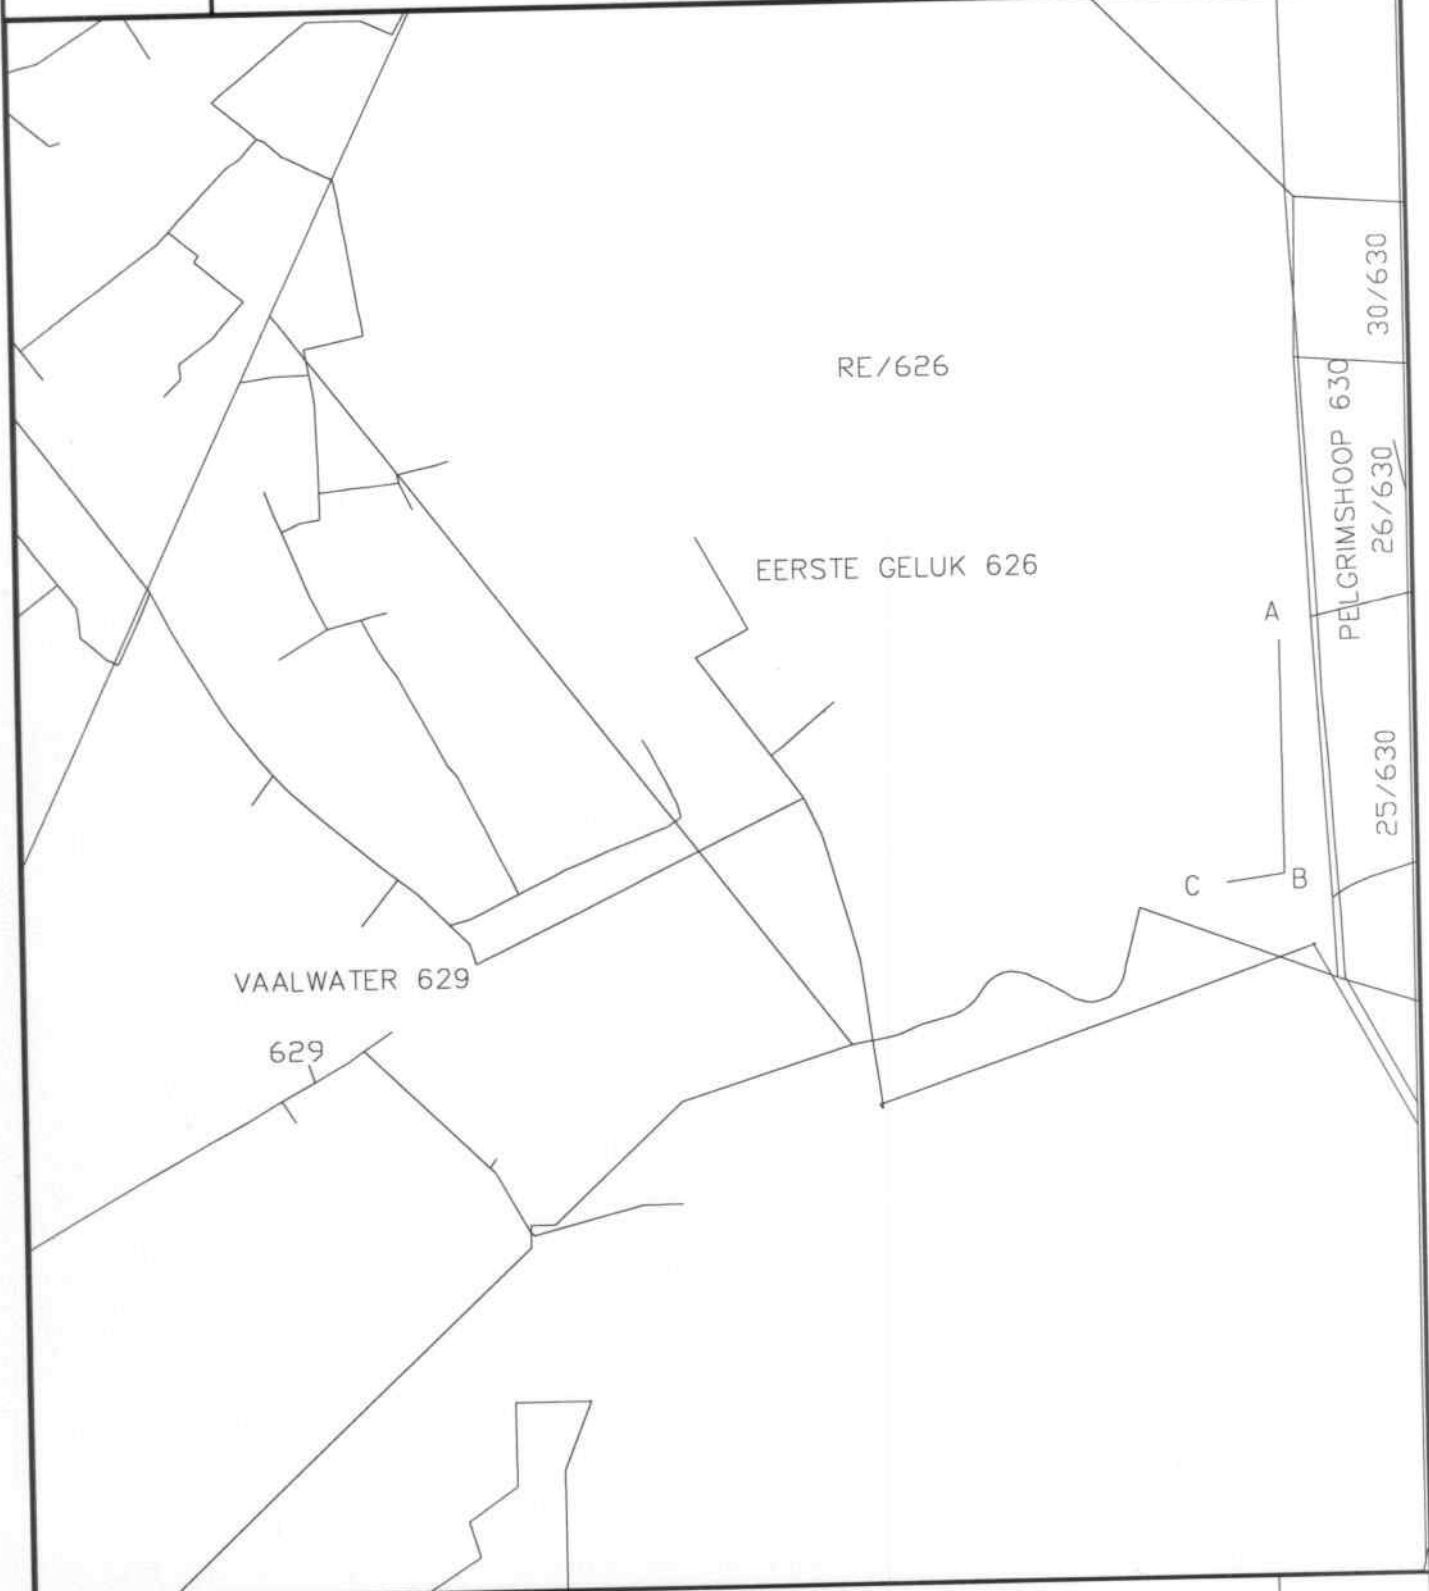 30/630
RE/626
PELGRIMSHOOP 630
26/630
EERSTE GELUK 626
A
25/630
C
B
VAALWATER 629
629